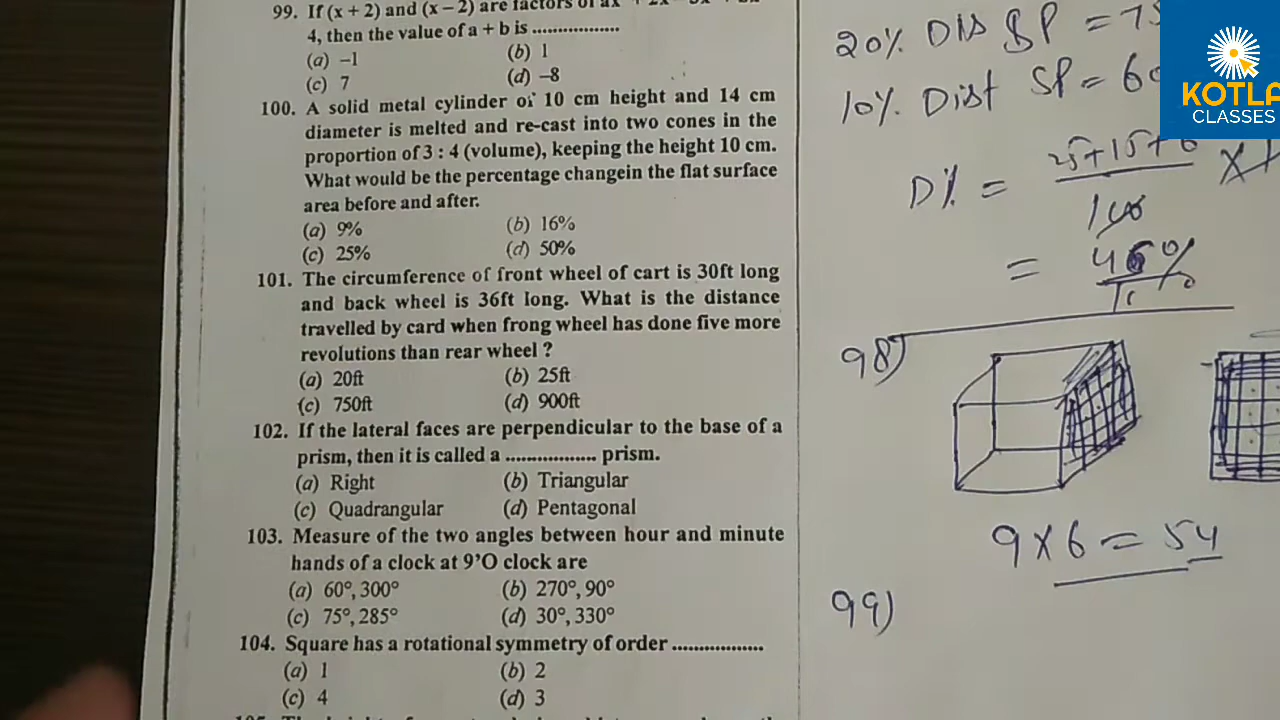 99. If (x + 2) and (x – 2) are factors of ax
4, then the value of a + b is .................
(a) –1 (b) 1
(c) 7 (d) –8
100. A solid metal cylinder of 10 cm height and 14 cm
diameter is melted and re-cast into two cones in the
proportion of 3 : 4 (volume), keeping the height 10 cm.
What would be the percentage changein the flat surface
area before and after.
(a) 9% (b) 16%
(c) 25% (d) 50%
101. The circumference of front wheel of cart is 30ft long
and back wheel is 36ft long. What is the distance
travelled by card when frong wheel has done five more
revolutions than rear wheel ?
(a) 20ft (b) 25ft
(c) 750ft (d) 900ft
102. If the lateral faces are perpendicular to the base of a
prism, then it is called a ................. prism.
(a) Right (b) Triangular
(c) Quadrangular (d) Pentagonal
103. Measure of the two angles between hour and minute
hands of a clock at 9'O clock are
(a) 60°, 300° (b) 270°, 90°
(c) 75°, 285° (d) 30°, 330°
104. Square has a rotational symmetry of order .................
(a) 1 (b) 2
(c) 4 (d) 3
20% Dis SP = 75
10% Dist SP = 60
D% = 25+15+6
100
=
98)
9 × 6 = 54
99)
KOTLA
CLASSES